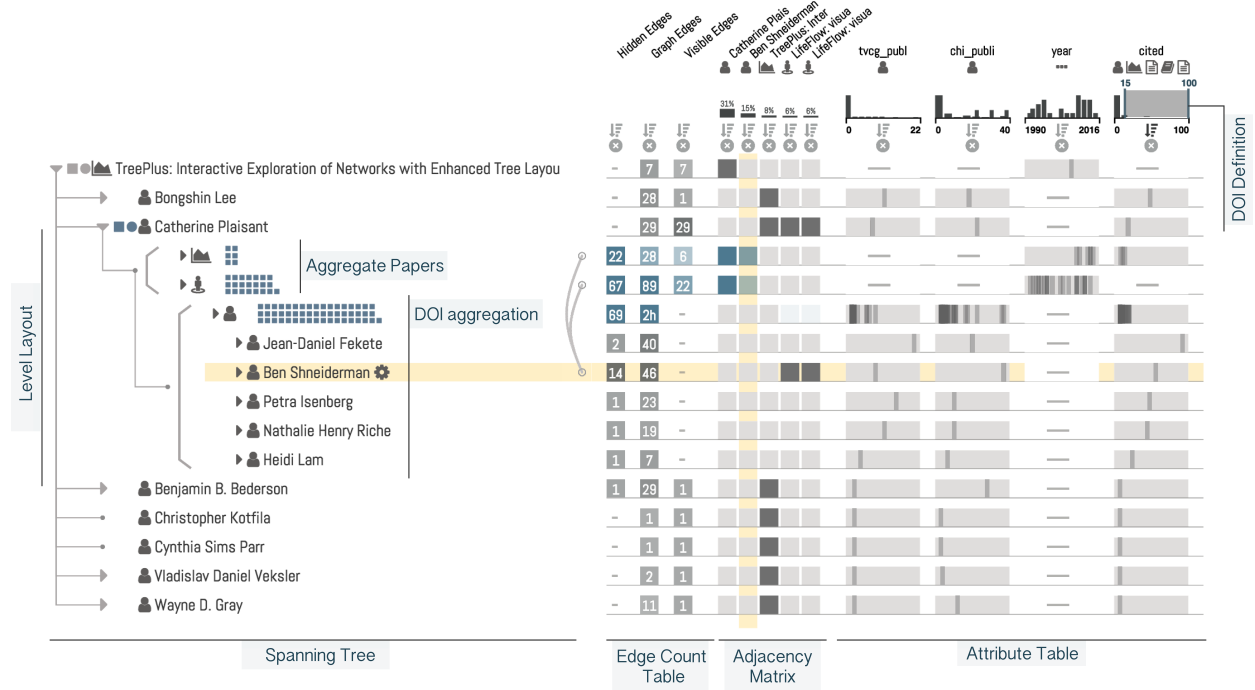 Hidden Edges
Graph Edges
Visible Edges
Catherine Plais
Ben Shneiderman
TreePlus: Inter
LifeFlow: visua
LifeFlow: visua
tvcg_publ
chi_publi
year
cited
15 100
31% 15% 8% 6% 6%
0 22
0 40
1990 2016
0 100
DOI Definition
TreePlus: Interactive Exploration of Networks with Enhanced Tree Layou - 7 7
Bongshin Lee - 28 1
Catherine Plaisant - 29 29
Aggregate Papers
22 28 6
67 89 22
DOI aggregation
69 2h -
Jean-Daniel Fekete 2 40 -
Ben Shneiderman 14 46 -
Petra Isenberg 1 23 -
Nathalie Henry Riche 1 19 -
Heidi Lam 1 7 -
Level Layout
Benjamin B. Bederson 1 29 1
Christopher Kotfila - 1 1
Cynthia Sims Parr - 1 1
Vladislav Daniel Veksler - 2 1
Wayne D. Gray - 11 1
Spanning Tree
Edge Count
Table
Adjacency
Matrix
Attribute Table